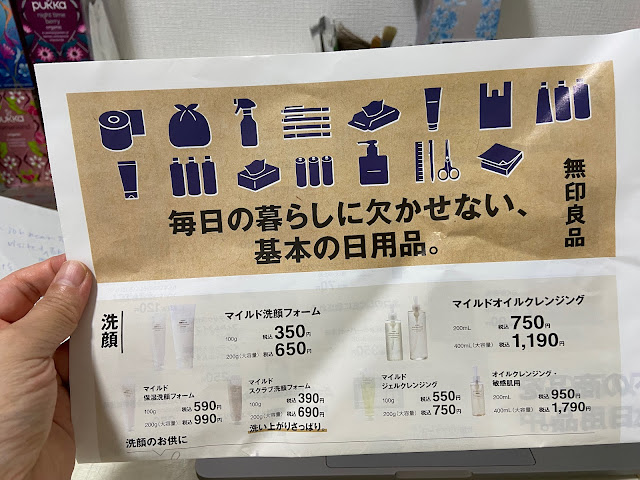 pukka
night time
berry
organic
pukka
毎日の暮らしに欠かせない、
基本の日用品。
無印良品
洗顔
マイルド洗顔フォーム
100g 税込350円
200g(大容量) 税込650円
マイルドオイルクレンジング
200mL 税込750円
400mL(大容量) 税込1,190円
マイルド
保湿洗顔フォーム
100g 税込590円
200g(大容量) 税込990円
マイルド
スクラブ洗顔フォーム
100g 税込390円
200g(大容量) 税込690円
洗い上がりさっぱり
マイルド
ジェルクレンジング
100g 税込550円
200g(大容量) 税込750円
オイルクレンジング・
敏感肌用
200mL 税込950円
400mL(大容量) 税込1,790円
洗顔のお供に